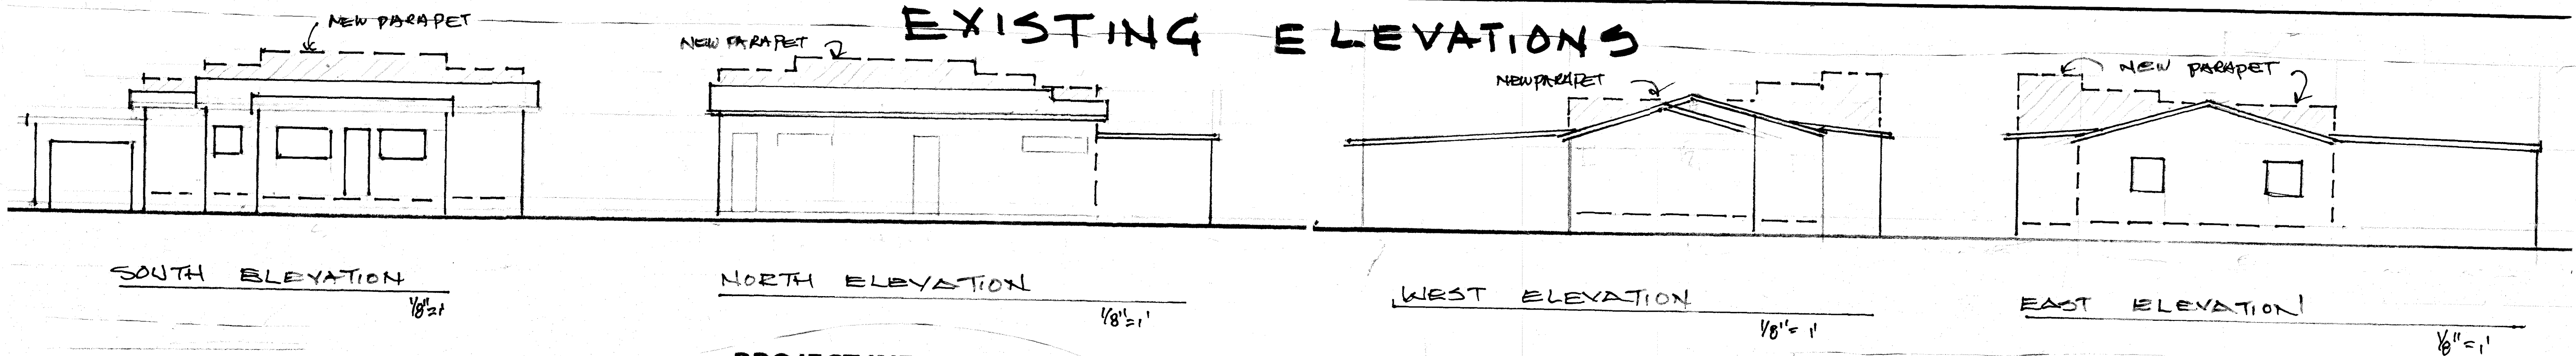 EXISTING ELEVATIONS
NEW PARAPET
NEW PARAPET
NEW PARAPET
NEW PARAPET
SOUTH ELEVATION
1/8"=1'
NORTH ELEVATION
1/8"=1'
WEST ELEVATION
1/8"=1'
EAST ELEVATION
1/8"=1'